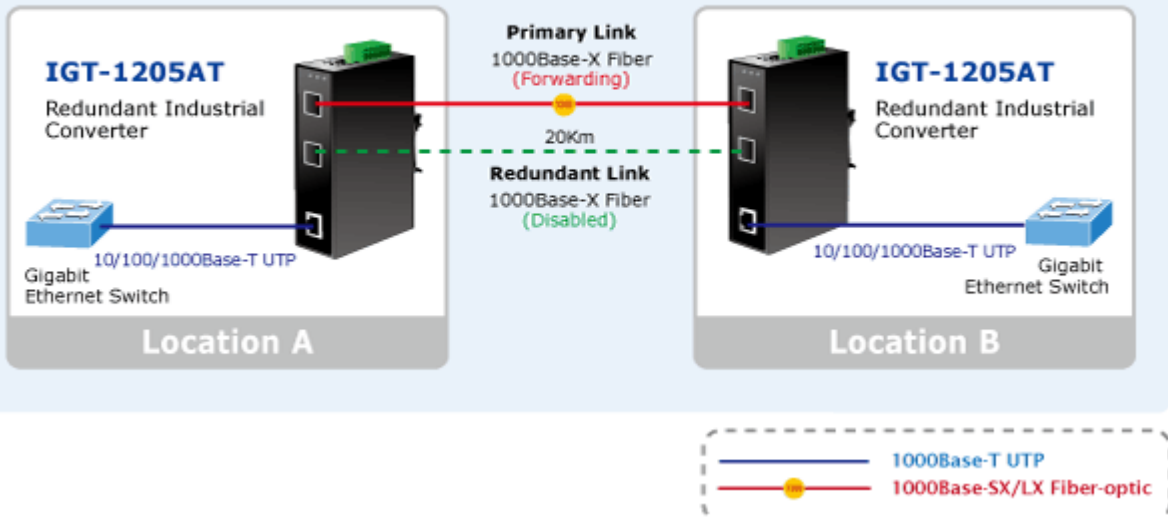 IGT-1205AT
Redundant Industrial
Converter
10/100/1000Base-T UTP
Gigabit
Ethernet Switch
Location A
Primary Link
1000Base-X Fiber
(Forwarding)
20Km
Redundant Link
1000Base-X Fiber
(Disabled)
IGT-1205AT
Redundant Industrial
Converter
10/100/1000Base-T UTP
Gigabit
Ethernet Switch
Location B
1000Base-T UTP
1000Base-SX/LX Fiber-optic